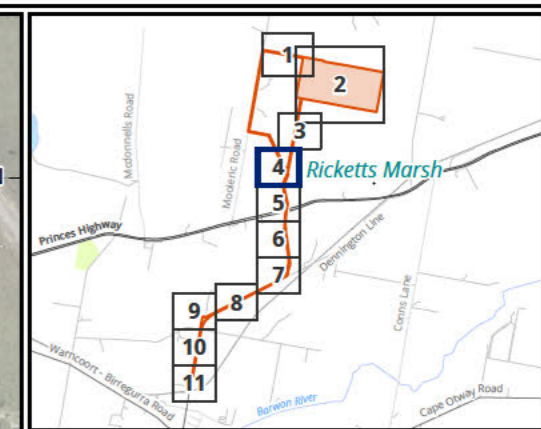 1
2
3
4
Ricketts Marsh
Mcdonnells Road
Mooleric Road
5
Princes Highway
6
Dennington Line
7
Conns Lane
8
9
10
11
Warncoort - Birregurra Road
Barwon River
Cape Otway Road